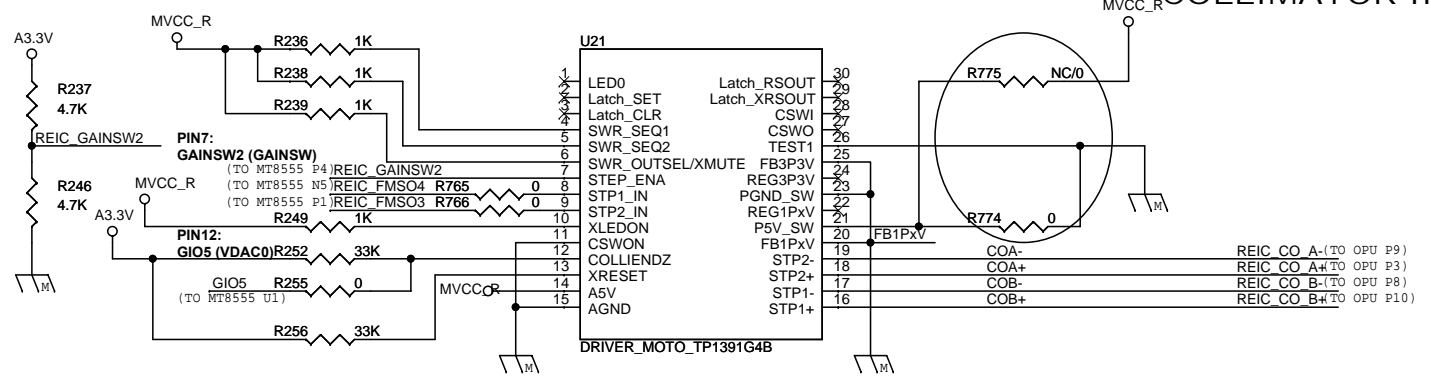 MVCC_R
A3.3V
MVCC_R
R236 1K
U21
R238 1K
R237
4.7K
R239 1K
R775 NC/0
1 LED0 Latch_RSOUT 30
2 Latch_SET Latch_XRSOUT 29
3 Latch_CLR CSWI 28
4 SWR_SEQ1 CSWO 27
5 SWR_SEQ2 TEST1 26
6 SWR_OUTSEL/XMUTE FB3P3V 25
7 STEP_ENA REG3P3V 24
8 STP1_IN PGND_SW 23
9 STP2_IN REG1PxV 22
10 XLEDON P5V_SW 21
11 CSWON FB1PxV 20
12 COLLIENDZ STP2- 19
13 XRESET STP2+ 18
14 A5V STP1- 17
15 AGND STP1+ 16
REIC_GAINSW2
PIN7:
GAINSW2 (GAINSW)
(TO MT8555 P4)REIC_GAINSW2
(TO MT8555 N5)REIC_FMSO4 R765 0
(TO MT8555 P1)REIC_FMSO3 R766 0
R246
4.7K
MVCC_R
A3.3V
R249 1K
R774 0
FB1PxV
PIN12:
GIO5 (VDAC0)R252 33K
GIO5 R255 0
(TO MT8555 U1)
MVCC_R
R256 33K
COA- REIC_CO_A-(TO OPU P9)
COA+ REIC_CO_A+(TO OPU P3)
COB- REIC_CO_B-(TO OPU P8)
COB+ REIC_CO_B+(TO OPU P10)
M
M
M
M
DRIVER_MOTO_TP1391G4B